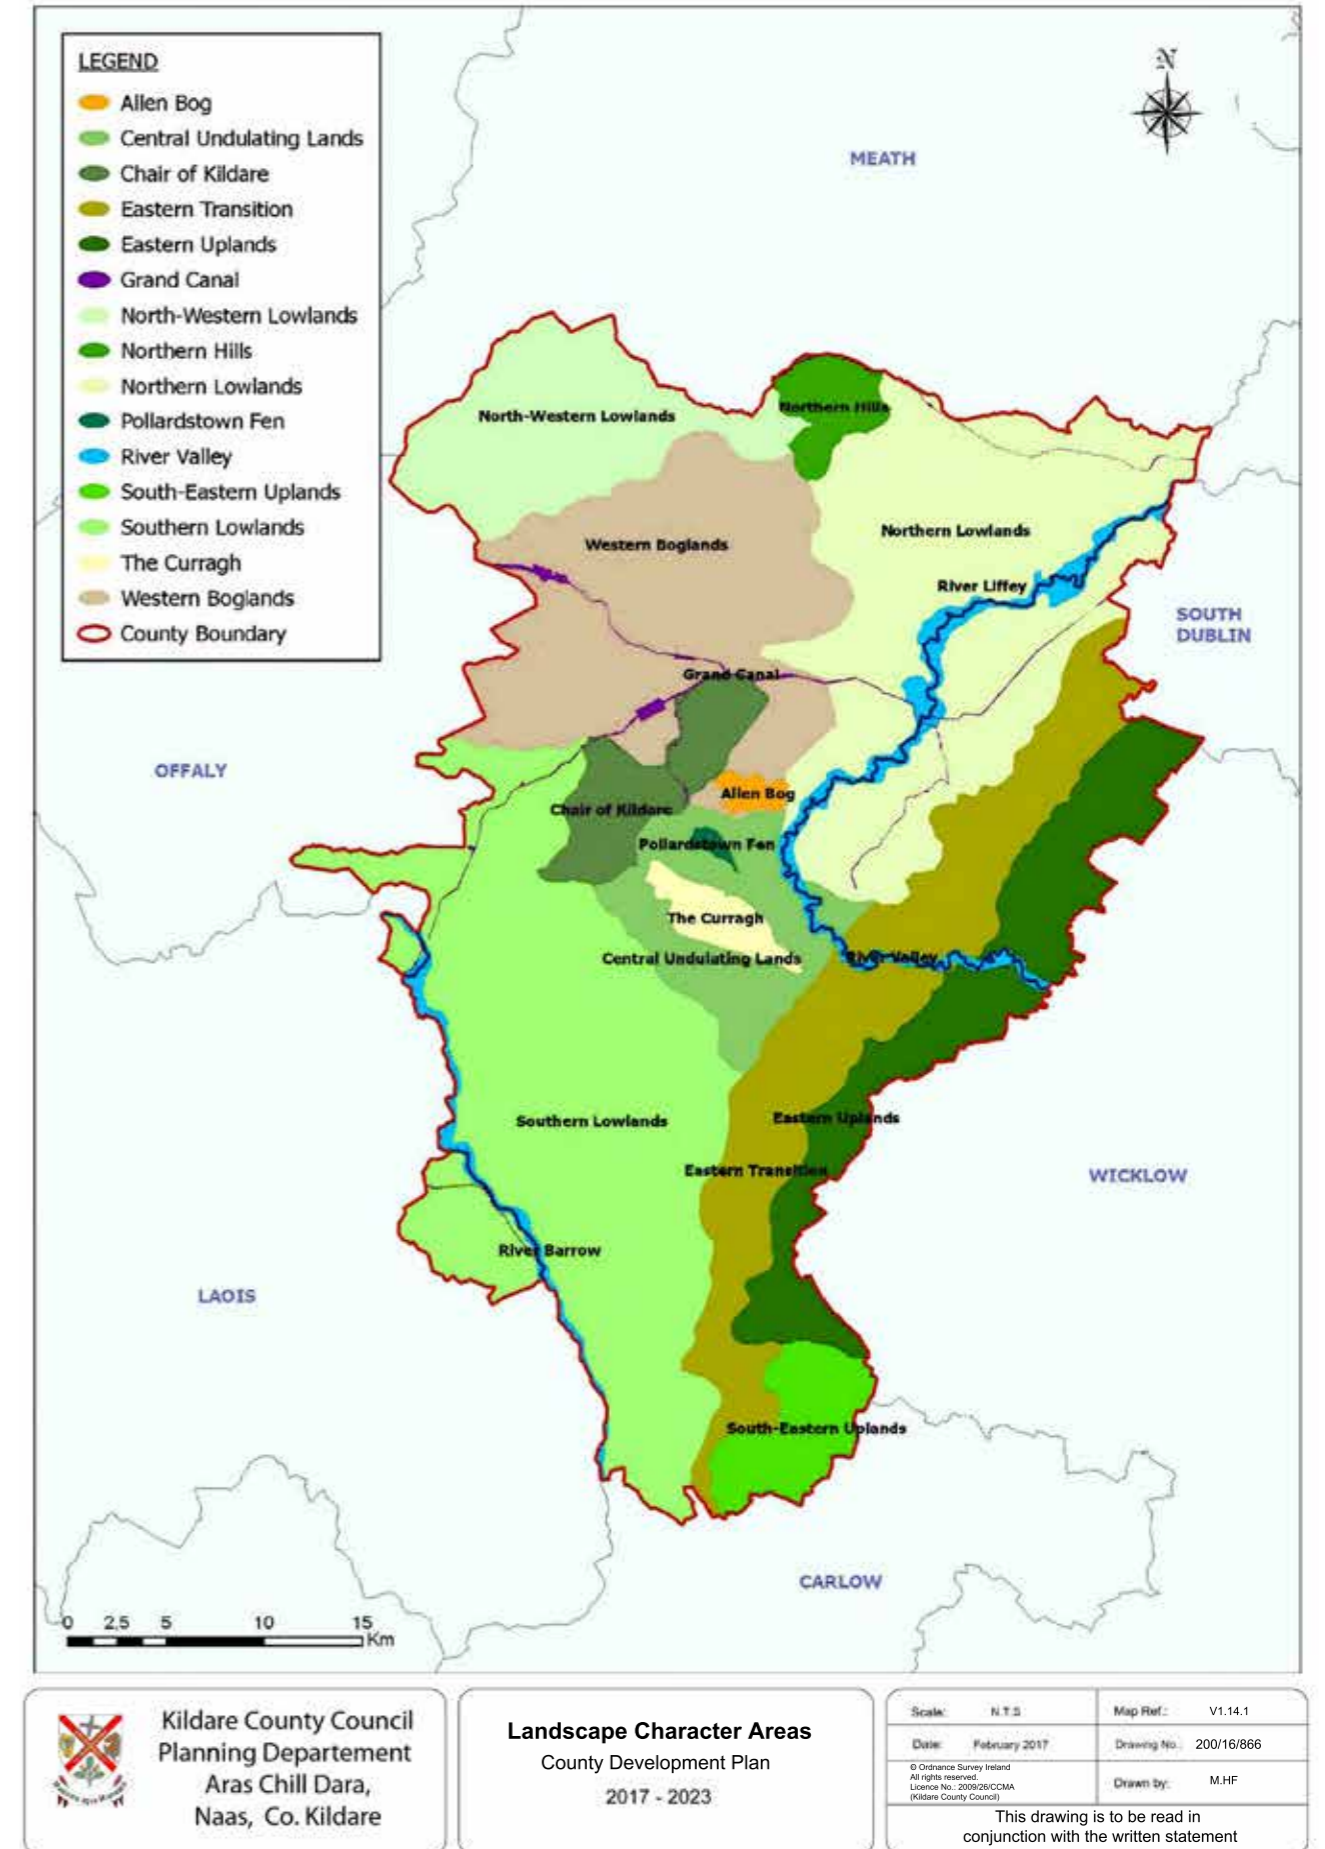 LEGEND
Allen Bog
Central Undulating Lands
Chair of Kildare
Eastern Transition
Eastern Uplands
Grand Canal
North-Western Lowlands
Northern Hills
Northern Lowlands
Pollardstown Fen
River Valley
South-Eastern Uplands
Southern Lowlands
The Curragh
Western Boglands
County Boundary
N
MEATH
North-Western Lowlands
Northern Hills
Northern Lowlands
Western Boglands
River Liffey
SOUTH
DUBLIN
Grand Canal
OFFALY
Allen Bog
Chair of Kildare
Pollardstown Fen
The Curragh
Central Undulating Lands
River Valley
Southern Lowlands
Eastern Uplands
Eastern Transition
WICKLOW
River Barrow
LAOIS
South-Eastern Uplands
CARLOW
0 2,5 5 10 15
Km
Kildare County Council
Planning Departement
Aras Chill Dara,
Naas, Co. Kildare
Landscape Character Areas
County Development Plan
2017 - 2023
Scale: N.T.S
Map Ref.: V1.14.1
Date: February 2017
Drawing No.: 200/16/866
© Ordnance Survey Ireland
All rights reserved.
Licence No.: 2009/26/CCMA
(Kildare County Council)
Drawn by: M.HF
This drawing is to be read in
conjunction with the written statement